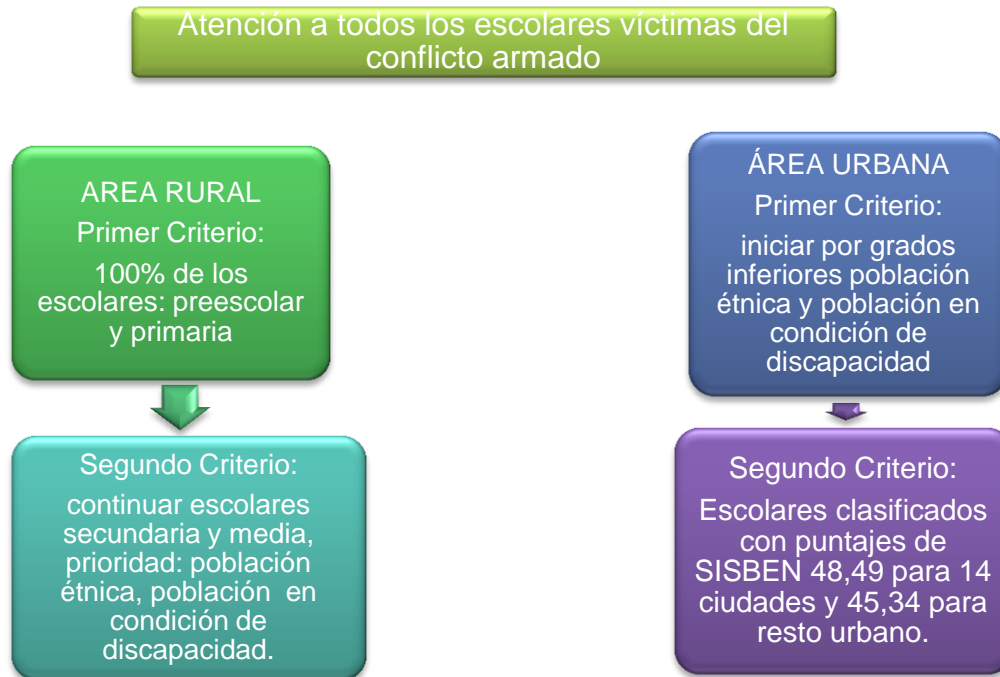 Atención a todos los escolares víctimas del
conflicto armado
AREA RURAL
Primer Criterio:
100% de los
escolares: preescolar
y primaria
Segundo Criterio:
continuar escolares
secundaria y media,
prioridad: población
étnica, población en
condición de
discapacidad.
ÁREA URBANA
Primer Criterio:
iniciar por grados
inferiores población
étnica y población en
condición de
discapacidad
Segundo Criterio:
Escolares clasificados
con puntajes de
SISBEN 48,49 para 14
ciudades y 45,34 para
resto urbano.